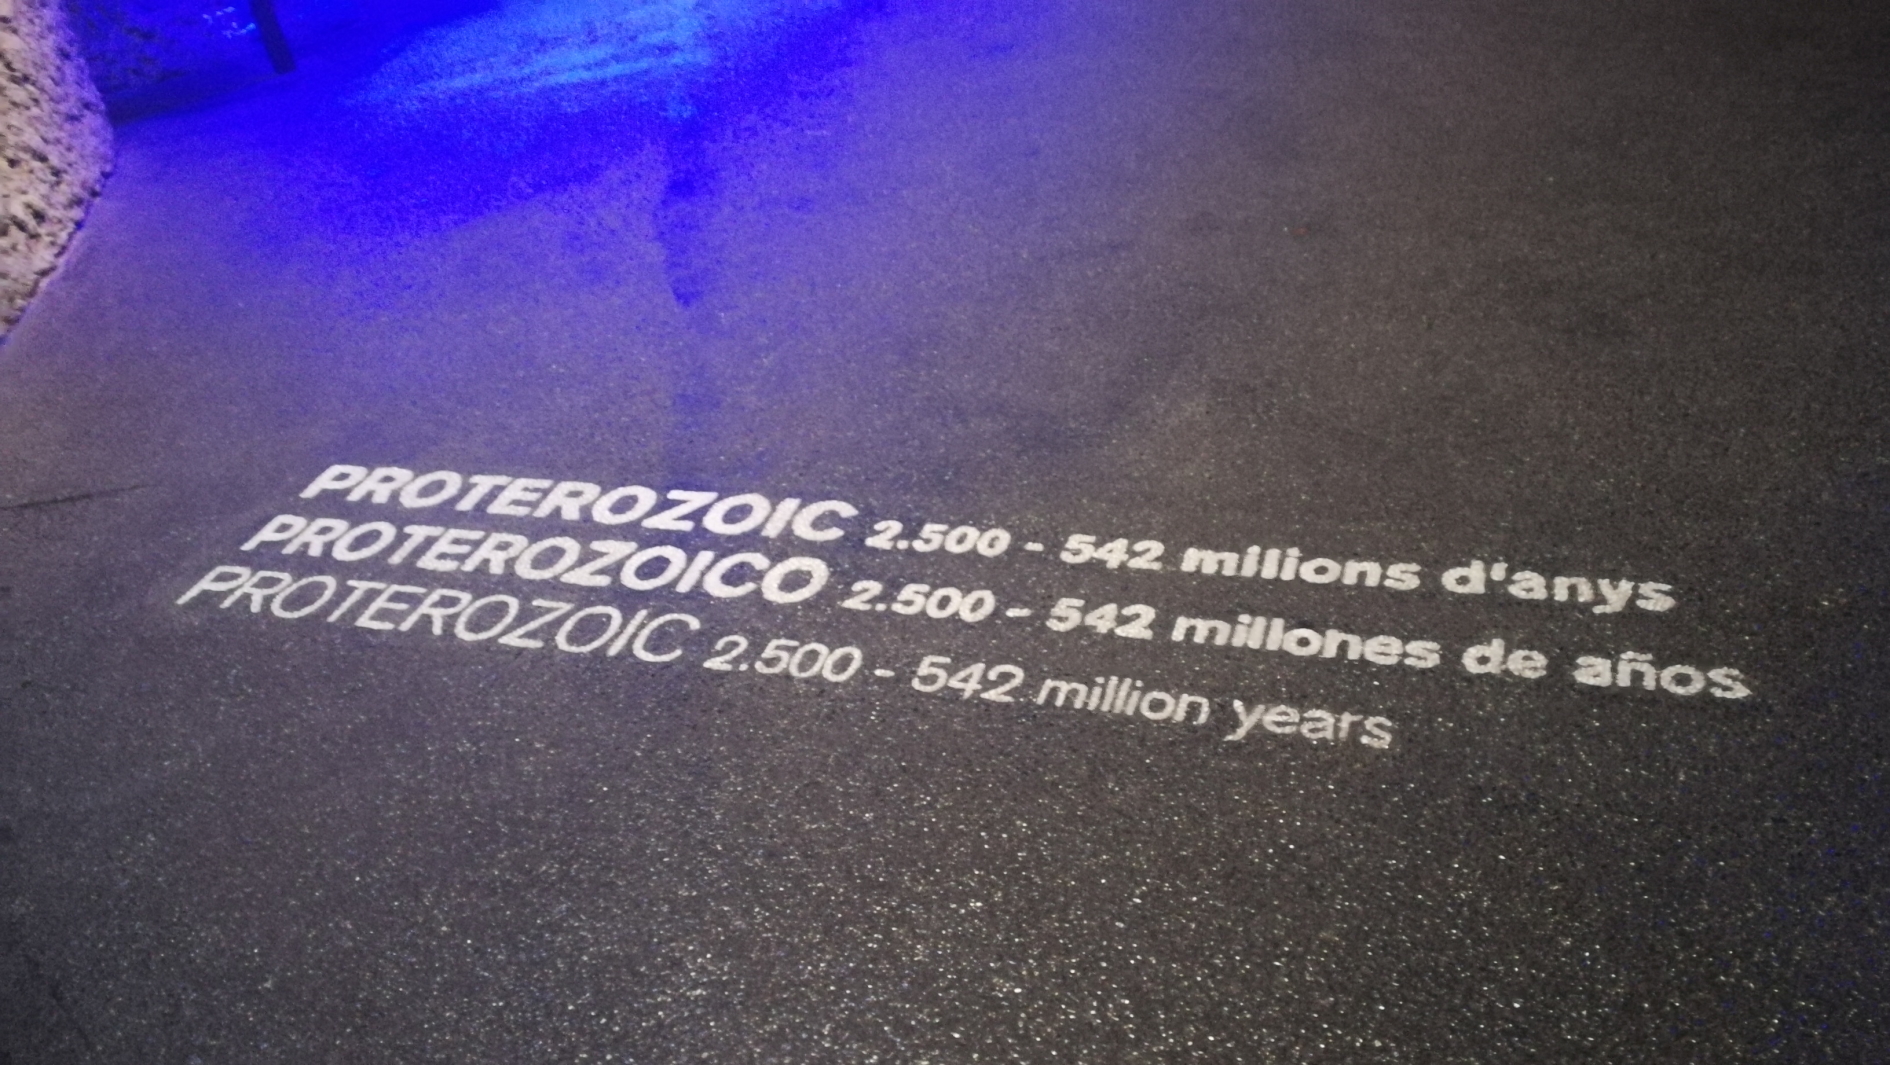 PROTEROZOIC 2.500 - 542 milions d'anys
PROTEROZOICO 2.500 - 542 millones de años
PROTEROZOIC 2.500 - 542 million years